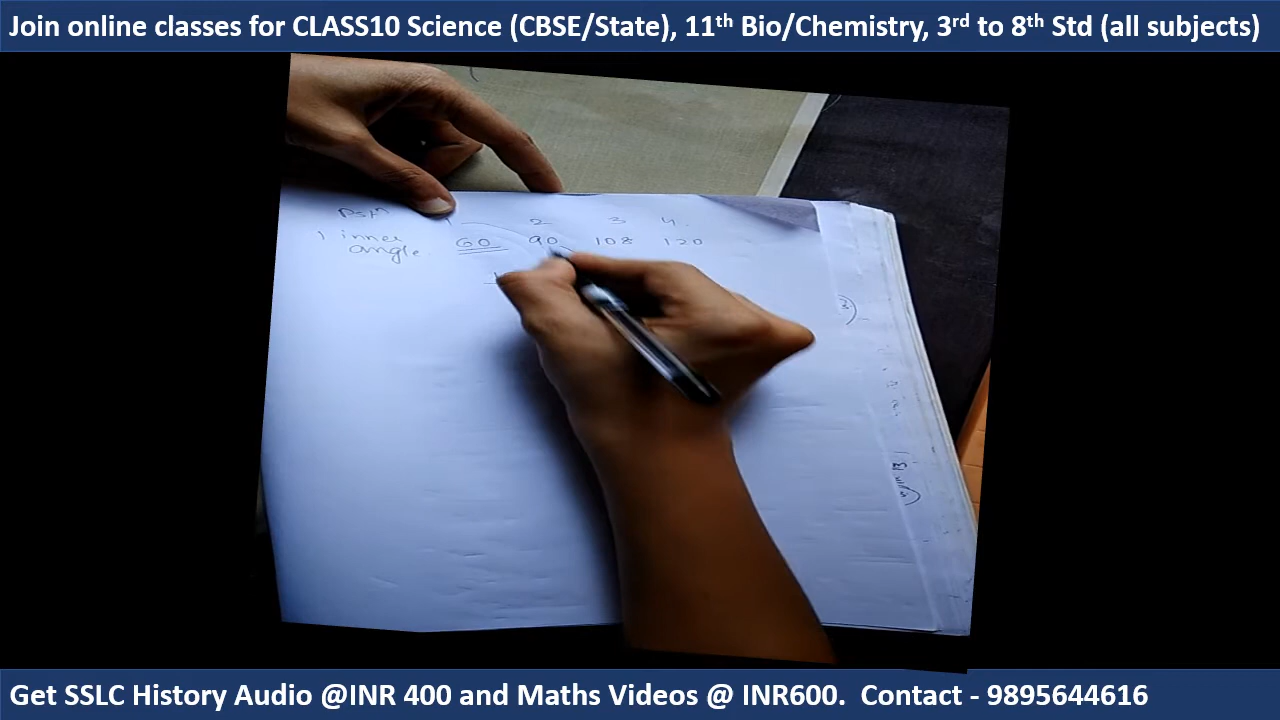 Join online classes for CLASS10 Science (CBSE/State), 11th Bio/Chemistry, 3rd to 8th Std (all subjects)
1 2 3 4.
1 inner 60 90 108 120
angle
Get SSLC History Audio @INR 400 and Maths Videos @ INR600. Contact - 9895644616